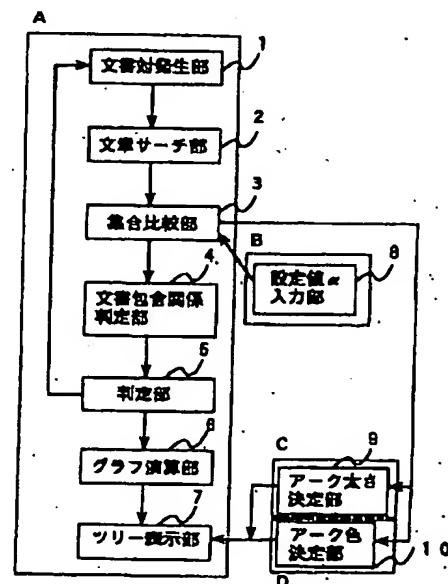 A
1
文書対発生部
2
文章サーチ部
3
集合比較部
B
4
8
設定値α
入力部
文書包含関係
判定部
5
判定部
6
グラフ演算部
C
9
アーク太さ
決定部
7
ツリー表示部
アーク色
決定部
10
D